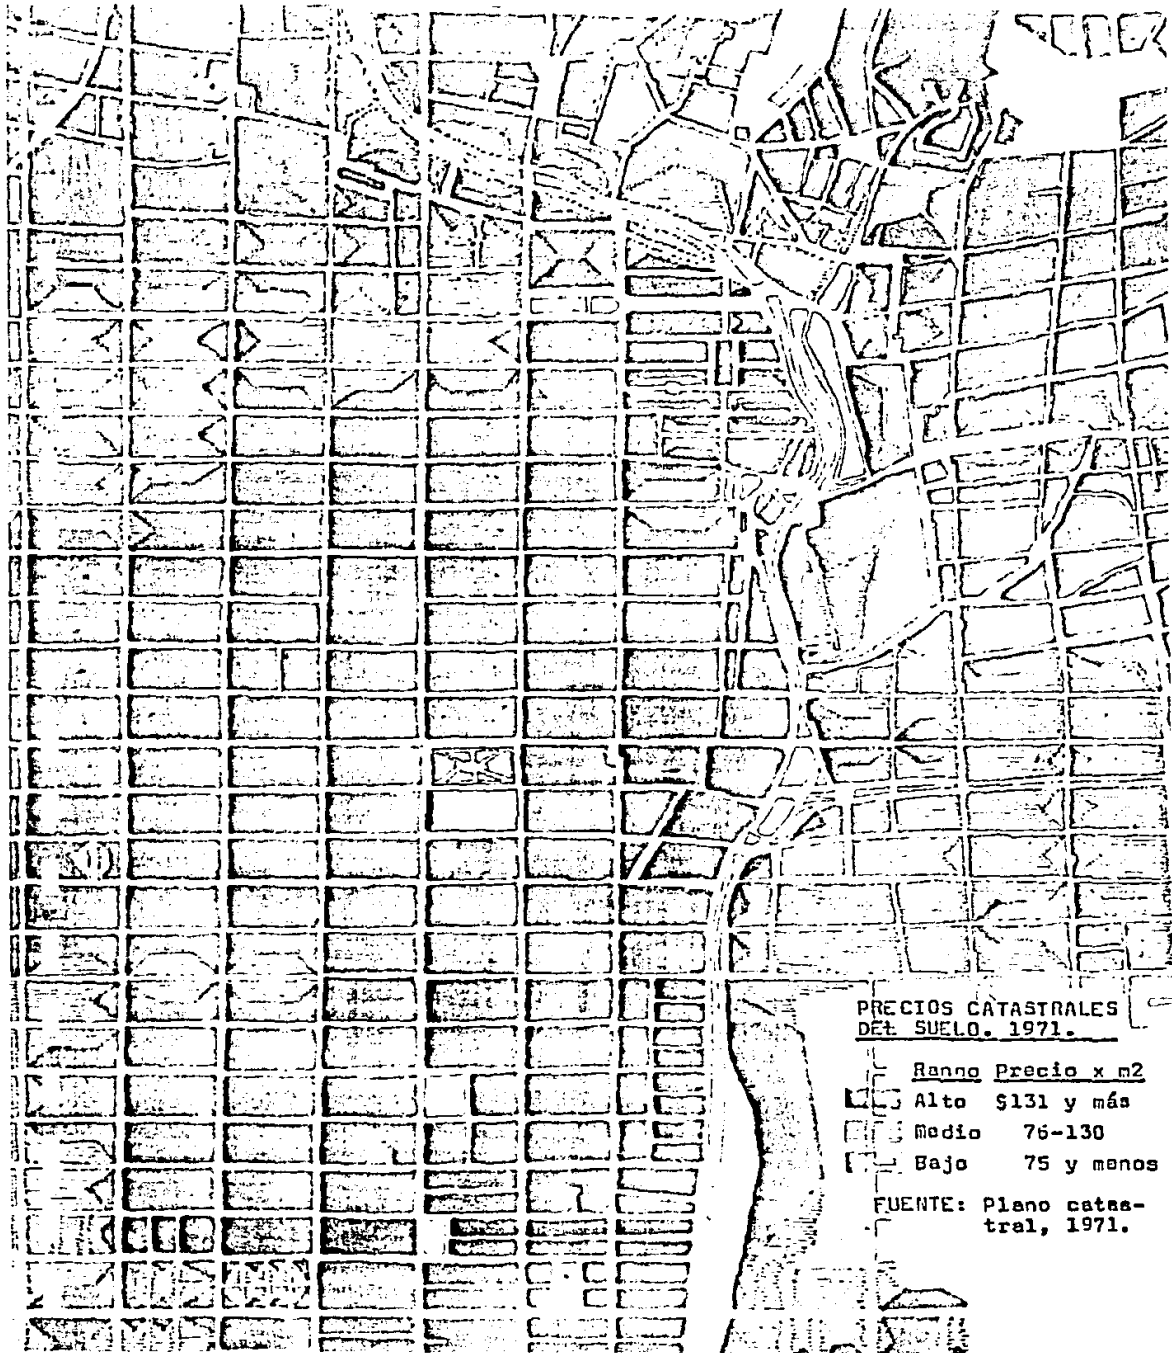 PRECIOS CATASTRALES
DEL SUELO. 1971.
Rango Precio x m2
Alto $131 y más
Medio 76-130
Bajo 75 y menos
FUENTE: Plano catas-
tral, 1971.